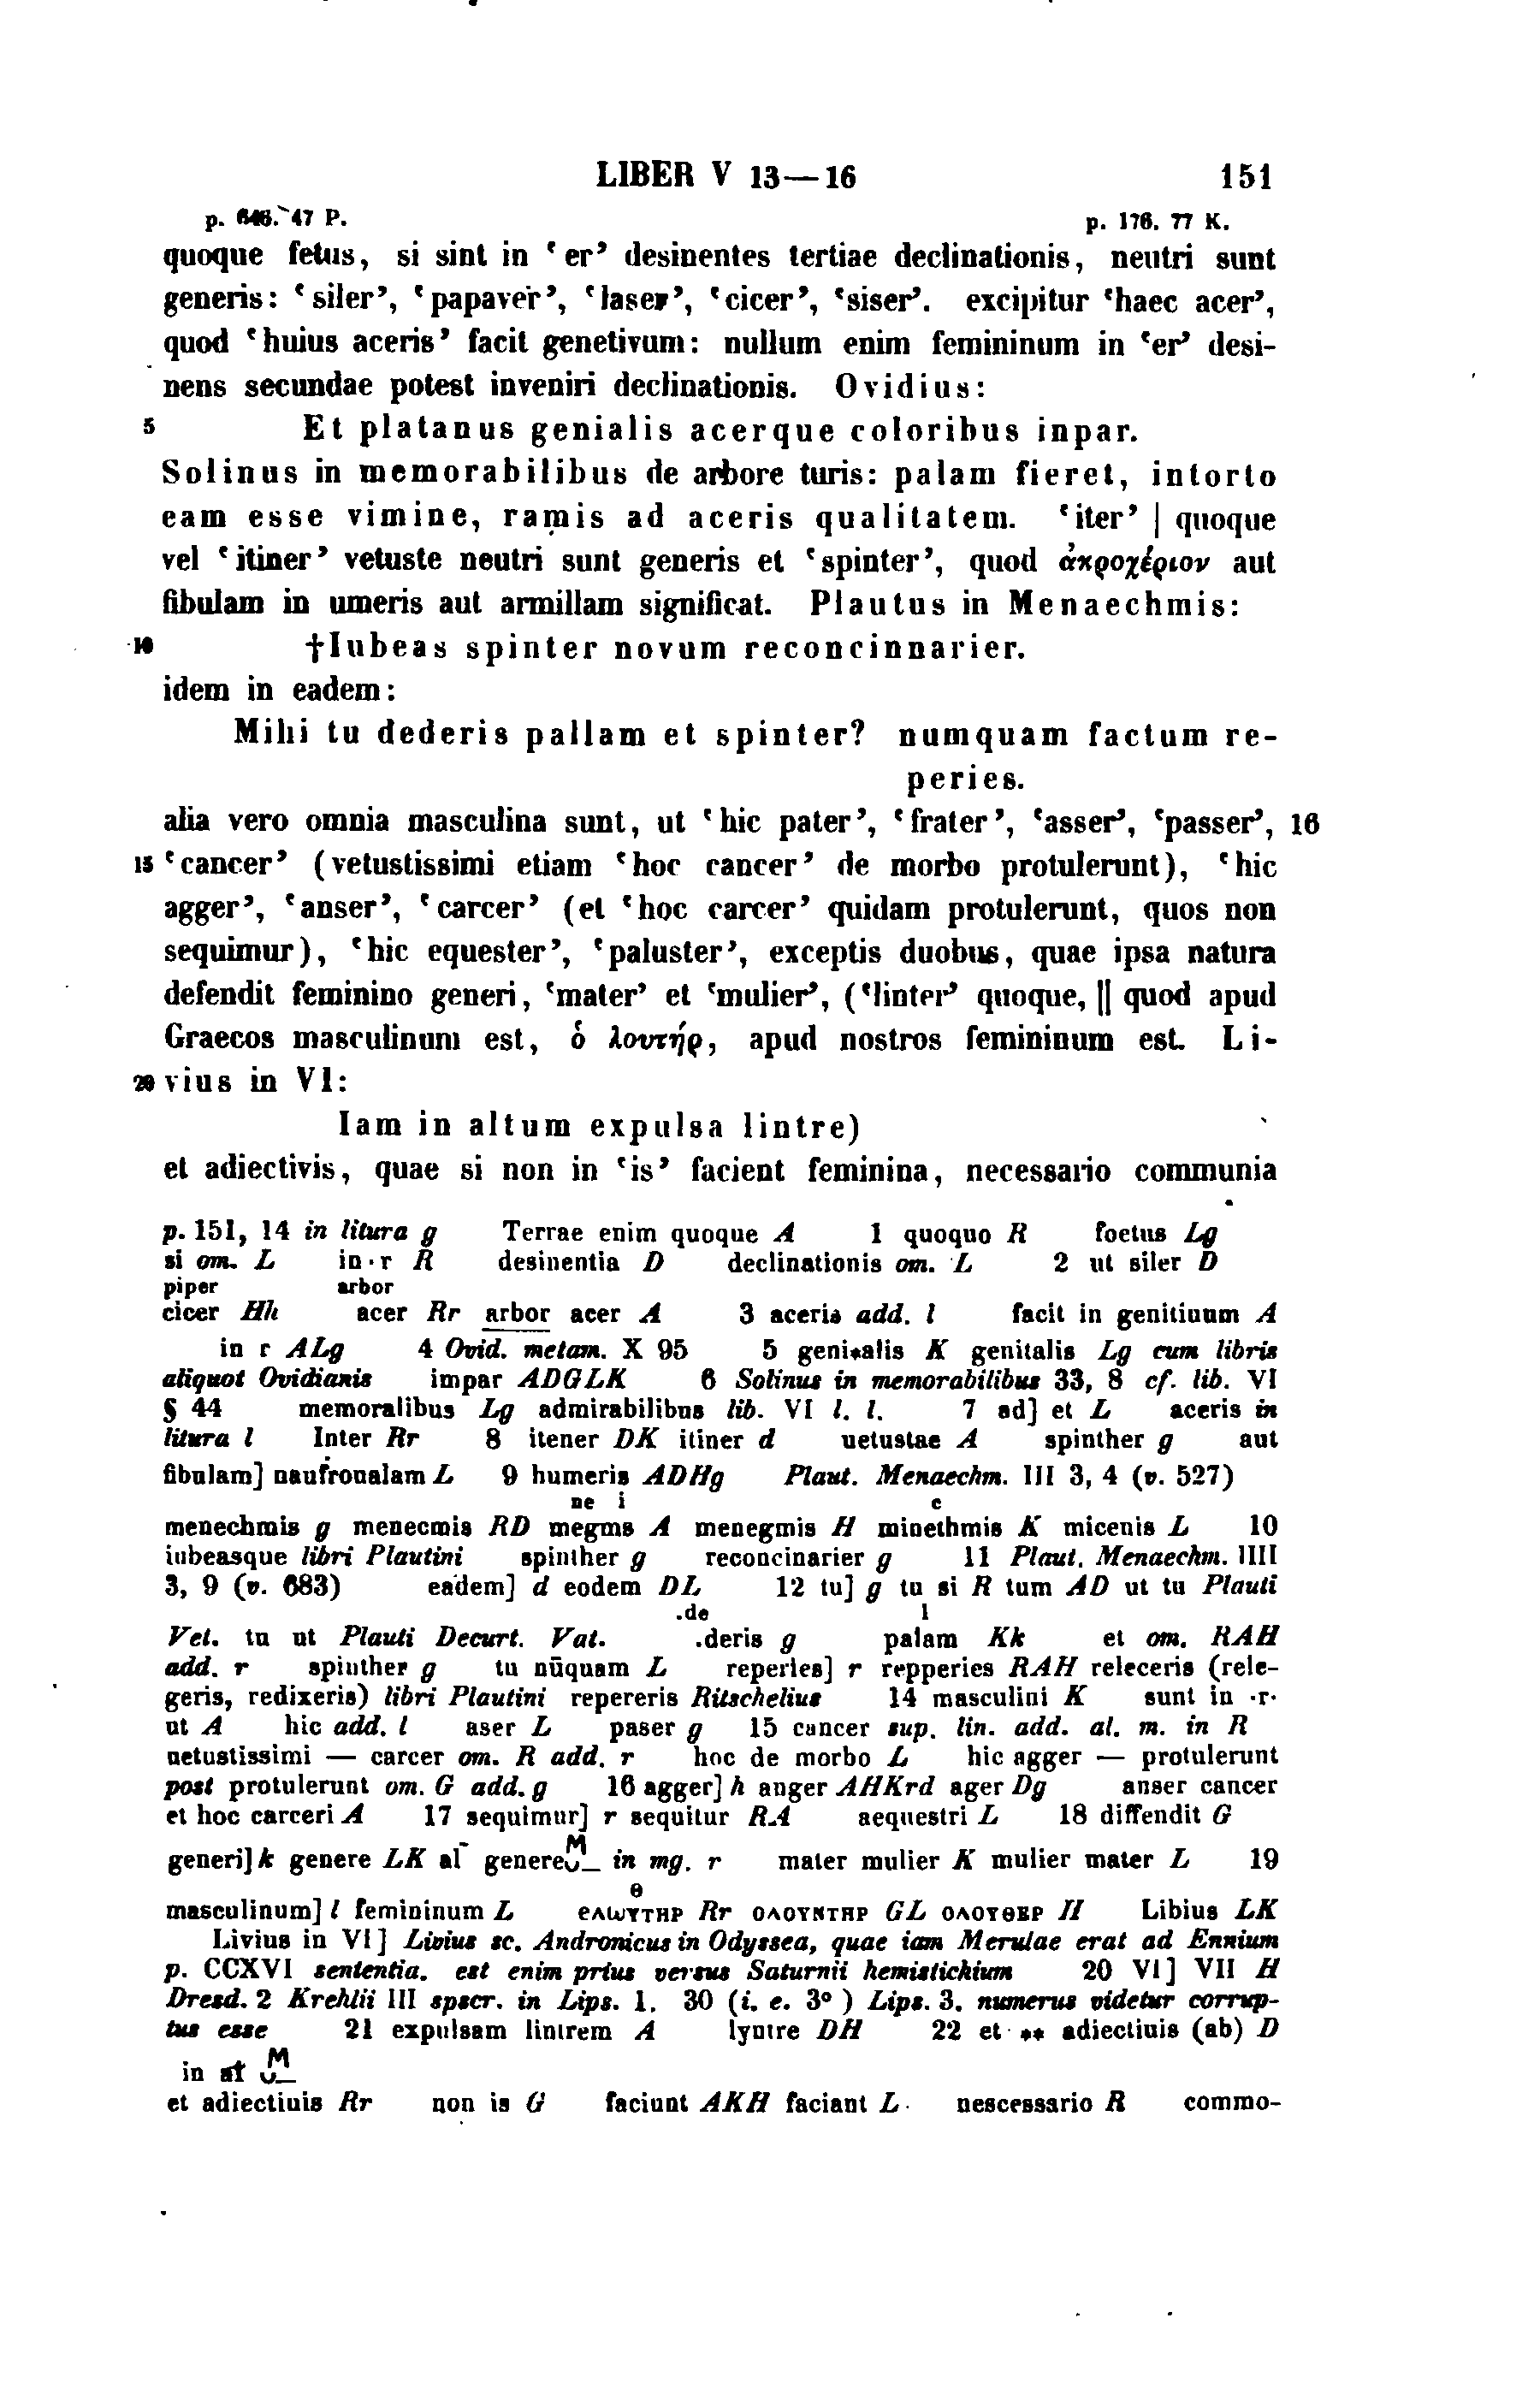 LIBER V 13—16 151
p. 646. 47 P. p. 176. 77 K.
quoque fetus, si sint in ‘er’ desinentes tertiae declinationis, neutri sunt
generis: ‘siler’, ‘papaver’, ‘laser’, ‘cicer’, ‘siser’. excipitur ‘haec acer’,
quod ‘huius aceris’ facit genetivum: nullum enim femininum in ‘er’ desi-
nens secundae potest inveniri declinationis. Ovidius:
5 Et platanus genialis acerque coloribus inpar.
Solinus in memorabilibus de arbore turis: palam fieret, intorto
eam esse vimine, ramis ad aceris qualitatem. ‘iter’ | quoque
vel ‘itiner’ vetuste neutri sunt generis et ‘spinter’, quod ἀκροχέριον aut
fibulam in umeris aut armillam significat. Plautus in Menaechmis:
10 †Iubeas spinter novum reconcinnarier.
idem in eadem:
Mihi tu dederis pallam et spinter? numquam factum re-
peries.
alia vero omnia masculina sunt, ut ‘hic pater’, ‘frater’, ‘asser’, ‘passer’, 16
15 ‘cancer’ (vetustissimi etiam ‘hoc cancer’ de morbo protulerunt), ‘hic
agger’, ‘anser’, ‘carcer’ (et ‘hoc carcer’ quidam protulerunt, quos non
sequimur), ‘hic equester’, ‘paluster’, exceptis duobus, quae ipsa natura
defendit feminino generi, ‘mater’ et ‘mulier’, (‘linter’ quoque, || quod apud
Graecos masculinum est, ὁ λουτήρ, apud nostros femininum est. Li-
20 vius in VI:
Iam in altum expulsa lintre)
et adiectivis, quae si non in ‘is’ facient feminina, necessario communia
p. 151, 14 in litura g Terrae enim quoque A 1 quoquo R foetus Lg
si om. L in·r R desinentia D declinationis om. L 2 ut siler D
piper arbor
cicer Hh acer Rr arbor acer A 3 aceris add. l facit in genitiuum A
in r ALg 4 Ovid. metam. X 95 5 geni*alis K genitalis Lg cum libris
aliquot Ovidianis impar ADGLK 6 Solinus in memorabilibus 33, 8 cf. lib. VI
§ 44 memoralibus Lg admirabilibus lib. VI l. l. 7 ad] et L aceris in
litura l Inter Rr 8 itener DK itiner d uetustae A spinther g aut
fibulam] naufroualam L 9 humeris ADHg Plaut. Menaechm. III 3, 4 (v. 527)
ne i c
menechmis g menecmis RD megms A menegmis H minethmis K micenis L 10
iubeasque libri Plautini spinther g reconcinarier g 11 Plaut. Menaechm. IIII
3, 9 (v. 683) eadem] d eodem DL 12 tu] g tu si R tum AD ut tu Plauti
.de l
Vet. tu ut Plauti Decurt. Vat. .deris g palam Kk et om. RAH
add. r spinther g tu nūquam L reperies] r repperies RAH releceris (rele-
geris, redixeris) libri Plautini repereris Ritschelius 14 masculini K sunt in ·r·
ut A hic add. l aser L paser g 15 cancer sup. lin. add. al. m. in R
uetustissimi — carcer om. R add. r hoc de morbo L hic agger — protulerunt
post protulerunt om. G add. g 16 agger] h anger AHKrd ager Dg anser cancer
et hoc carceri A 17 sequimur] r sequitur RA aequestri L 18 diffendit G
generi] k genere LK in mg. r mater mulier K mulier mater L 19
θ
masculinum] l femininum L ελωΥΤΗΡ Rr GL H Libius LK
Livius in VI] Livius sc. Andronicus in Odyssea, quae iam Merulae erat ad Ennium
p. CCXVI sententia. est enim prius versus Saturnii hemistichium 20 VI] VII H
Dresd. 2 Krehlii III spscr. in Lips. 1. 30 (i. e. 3º) Lips. 3. numerus videtur corrup-
tus esse 21 expulsam lintrem A lyntre DH 22 et ** adiectiuis (ab) D
in
et adiectiuis Rr non is G faciunt AKH faciant L nescessario R commo-